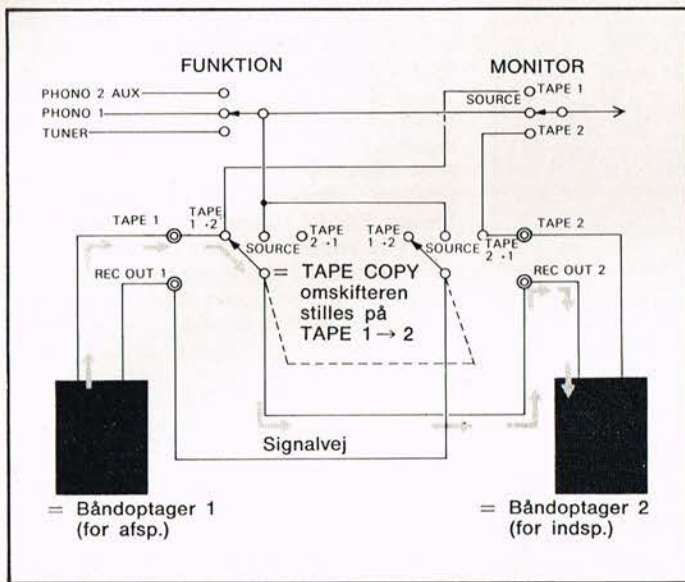 FUNKTION
MONITOR
PHONO 2 AUX
PHONO 1
TUNER
TAPE 1
SOURCE
TAPE 2
TAPE 1
TAPE 1→2
SOURCE
TAPE 2→1
TAPE 1→2
SOURCE
TAPE 2→1
TAPE 2
REC OUT 1
REC OUT 2
= TAPE COPY
omskifteren
stilles på
TAPE 1 → 2
Signalvej
= Båndoptager 1
(for afsp.)
= Båndoptager 2
(for indsp.)